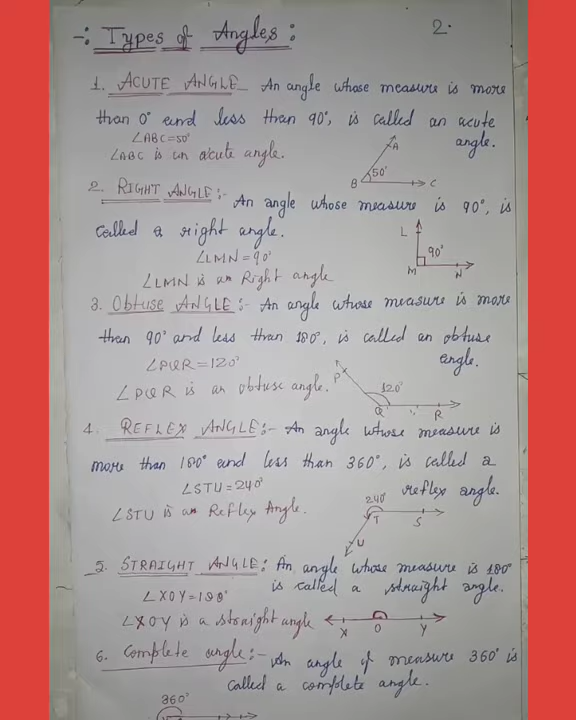 -: Types of Angles:
2.
1. ACUTE ANGLE An angle whose measure is more
than 0° and less than 90°, is called an acute
angle.
∠ABC=50°
∠ABC is an acute angle.
A
50°
B
C
2. RIGHT ANGLE:- An angle whose measure is 90°, is
called a right angle.
∠LMN=90°
∠LMN is an Right angle
L
90°
M
N
3. Obtuse ANGLE:- An angle whose measure is more
than 90° and less than 180°, is called an obtuse
angle.
∠PQR=120°
∠PQR is an obtuse angle.
P
120°
Q
R
4. REFLEX ANGLE:- An angle whose measure is
more than 180° and less than 360°, is called a
reflex angle.
∠STU=240°
∠STU is an Reflex Angle.
240°
T
S
U
5. STRAIGHT ANGLE: An angle whose measure is 180°
is called a straight angle.
∠XOY=180°
∠XOY is a straight angle
X
O
Y
6. Complete angle:- An angle of measure 360° is
called a complete angle.
360°